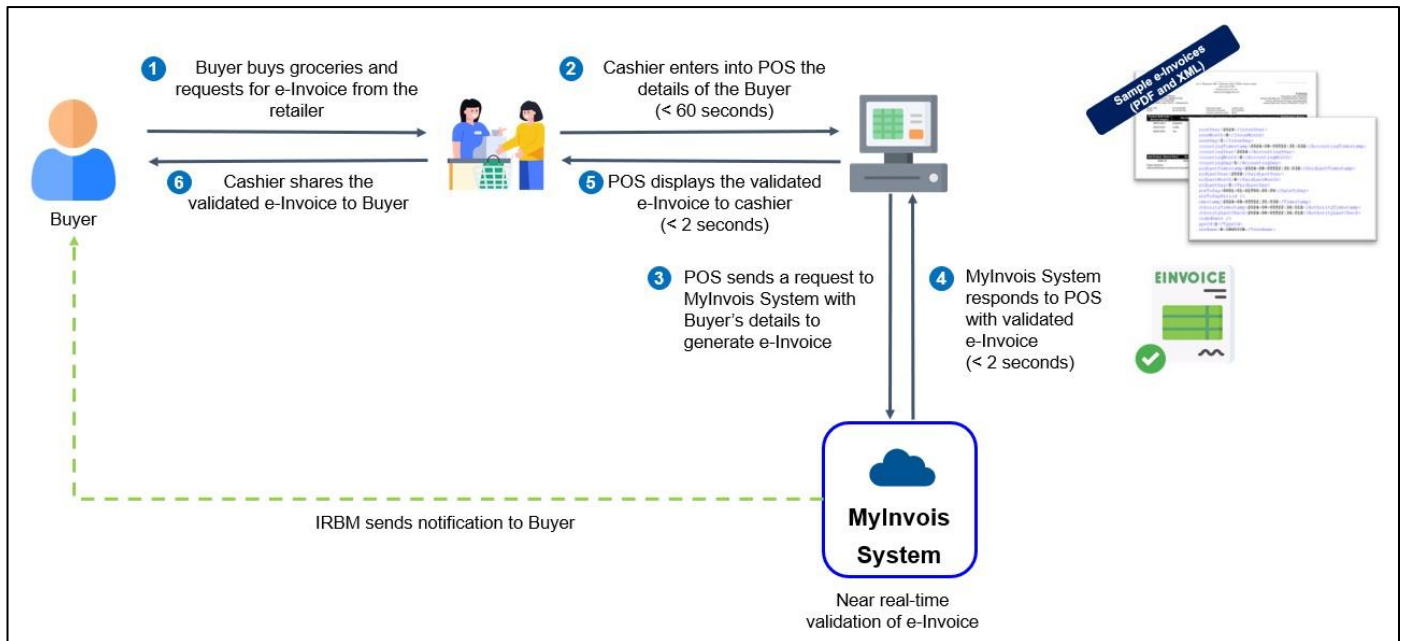 1
Buyer buys groceries and
requests for e-Invoice from the
retailer
2
Cashier enters into POS the
details of the Buyer
(< 60 seconds)
Sample e-Invoices
(PDF and XML)
6
Cashier shares the
validated e-Invoice to Buyer
5
POS displays the validated
e-Invoice to cashier
(< 2 seconds)
Buyer
3
POS sends a request to
MyInvois System with
Buyer’s details to
generate e-Invoice
4
MyInvois System
responds to POS
with validated
e-Invoice
(< 2 seconds)
EINVOICE
IRBM sends notification to Buyer
MyInvois
System
Near real-time
validation of e-Invoice